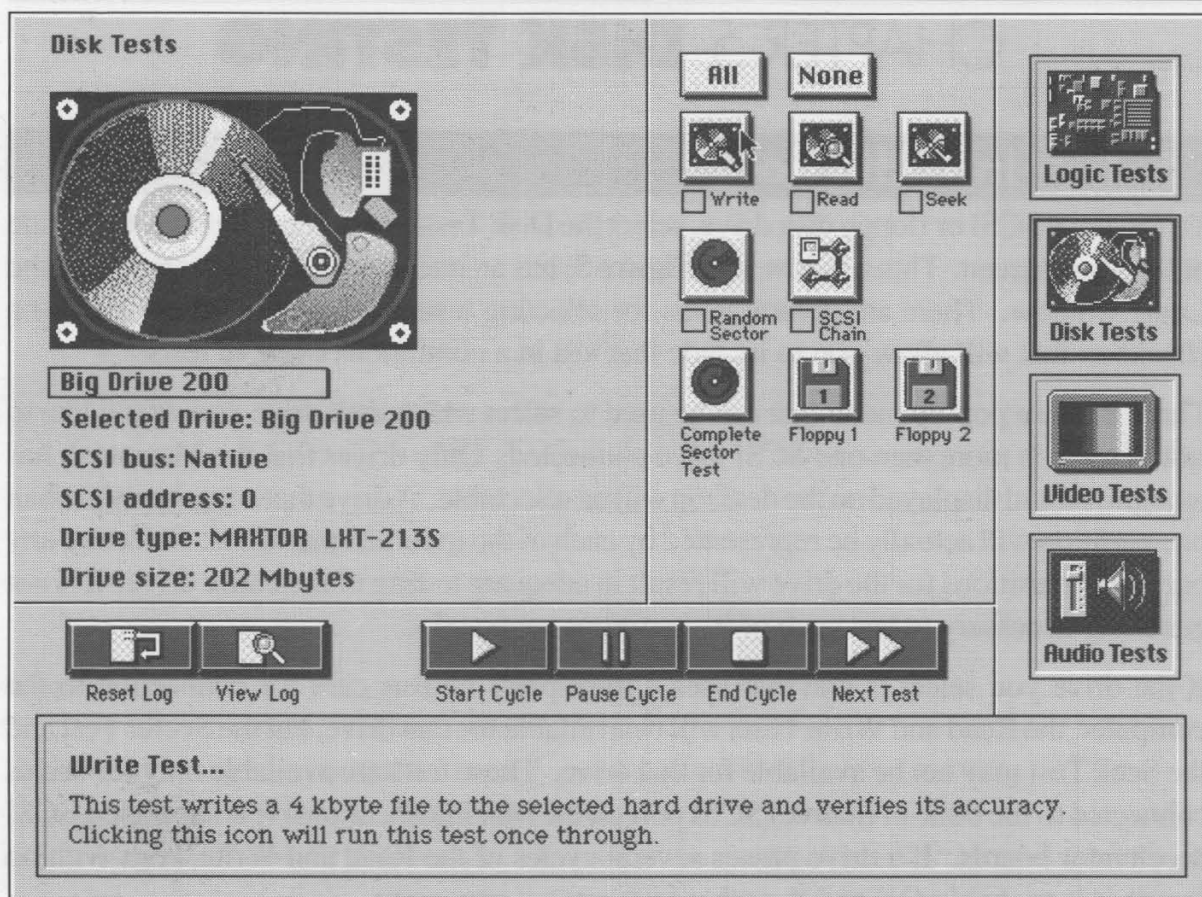 Disk Tests
Big Drive 200
Selected Drive: Big Drive 200
SCSI bus: Native
SCSI address: 0
Drive type: MAXTOR LXT-213S
Drive size: 202 Mbytes
All
None
Write
Read
Seek
Random
Sector
SCSI
Chain
Complete
Sector
Test
1
Floppy 1
2
Floppy 2
Logic Tests
Disk Tests
Video Tests
Audio Tests
Reset Log
View Log
Start Cycle
Pause Cycle
End Cycle
Next Test
Write Test...
This test writes a 4 kbyte file to the selected hard drive and verifies its accuracy.
Clicking this icon will run this test once through.